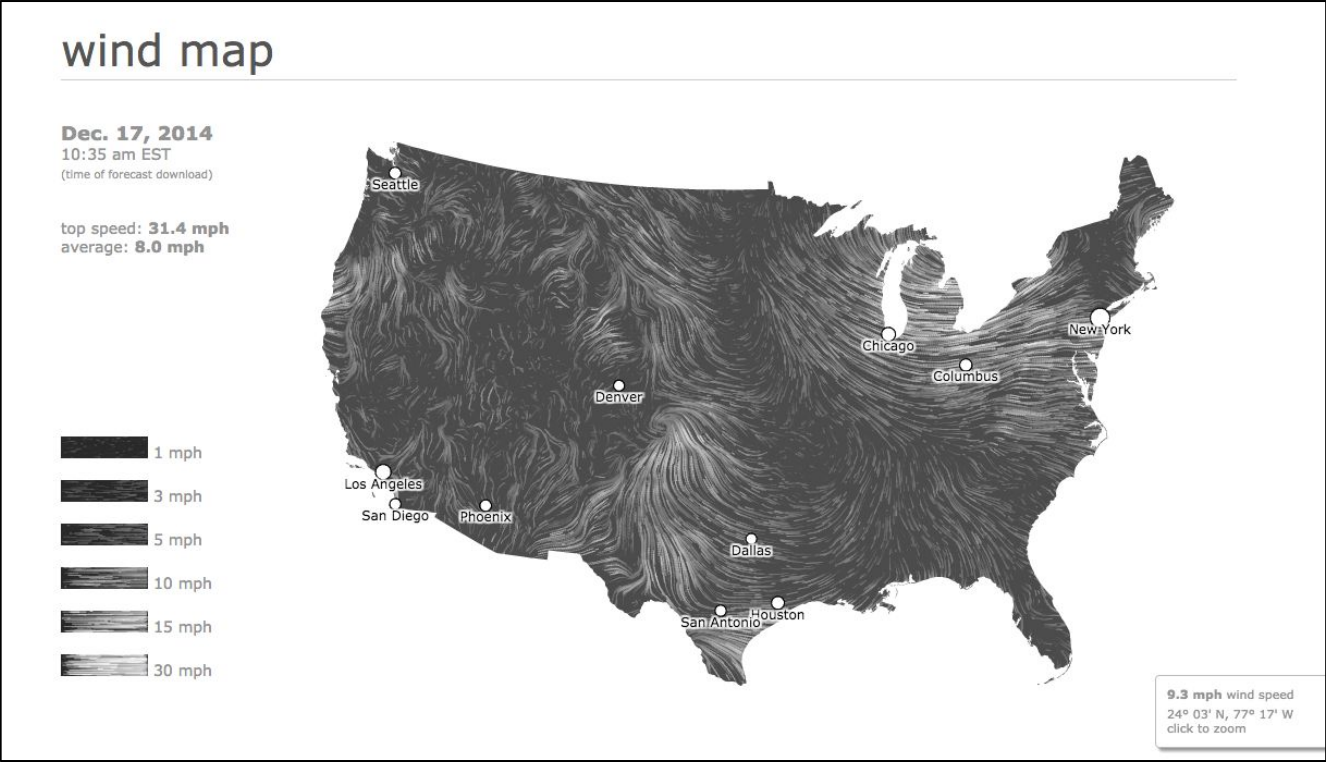 wind map
Dec. 17, 2014
10:35 am EST
(time of forecast download)
top speed: 31.4 mph
average: 8.0 mph
Seattle
New York
Chicago
Columbus
Denver
Los Angeles
San Diego
Phoenix
Dallas
Houston
San Antonio
1 mph
3 mph
5 mph
10 mph
15 mph
30 mph
9.3 mph wind speed
24° 03' N, 77° 17' W
click to zoom